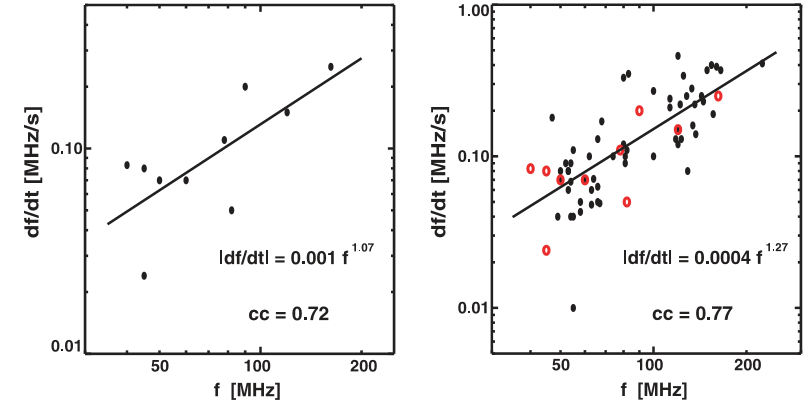 df/dt [MHz/s]
0.10
0.01
|df/dt| = 0.001 f^1.07
cc = 0.72
50
100
200
f [MHz]
df/dt [MHz/s]
1.00
0.10
0.01
|df/dt| = 0.0004 f^1.27
cc = 0.77
50
100
200
f [MHz]